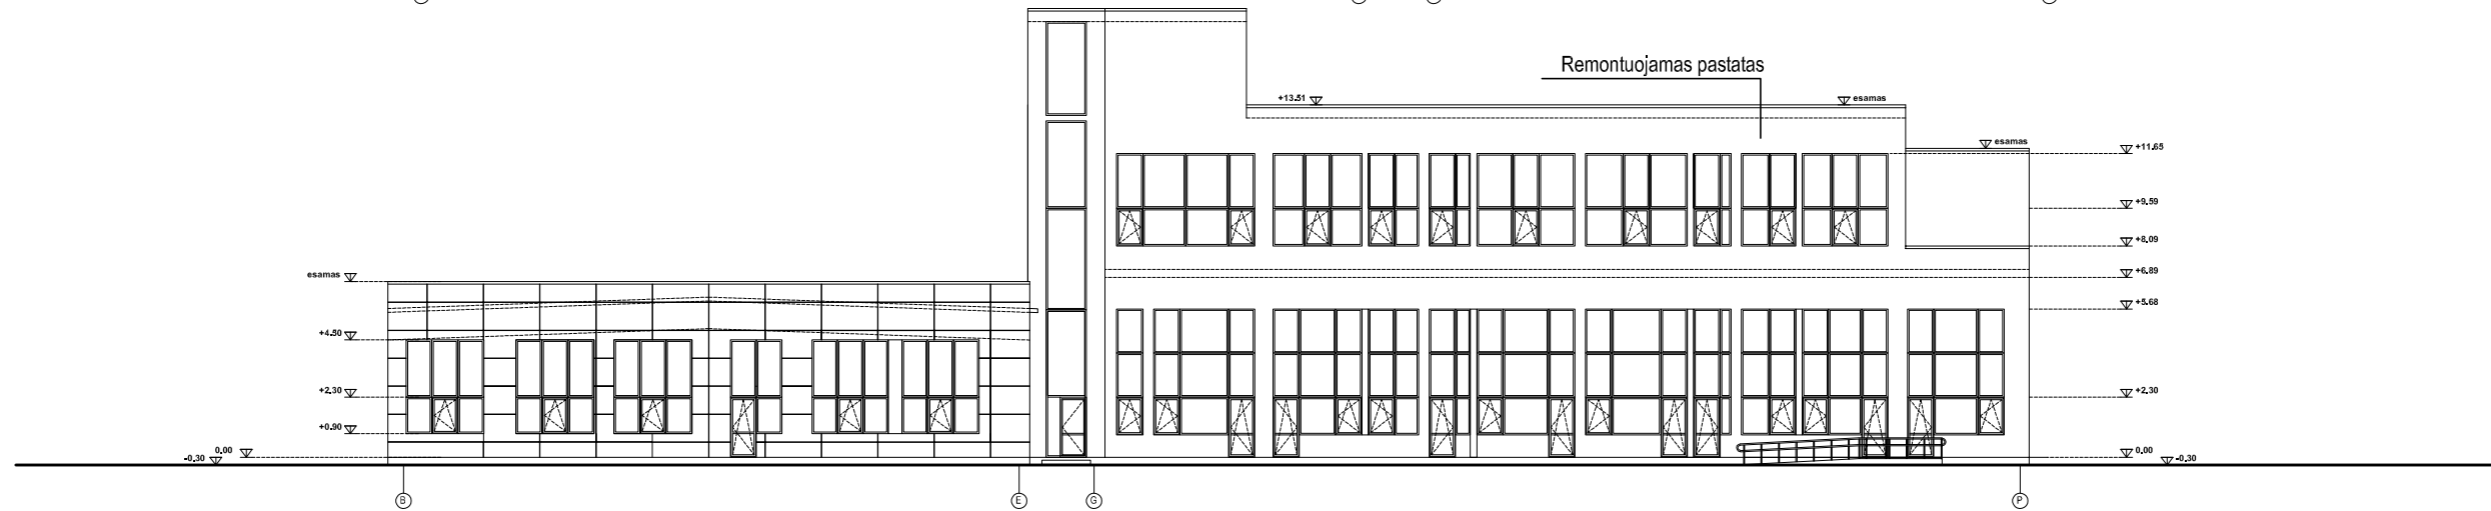 Remontuojamas pastatas
+13.51
esamas
esamas
+11.65
+9.59
+8.09
+6.89
esamas
+5.68
+4.50
+2.30
+2.30
+0.90
0.00
0.00
-0.30
-0.30
B
E
G
P